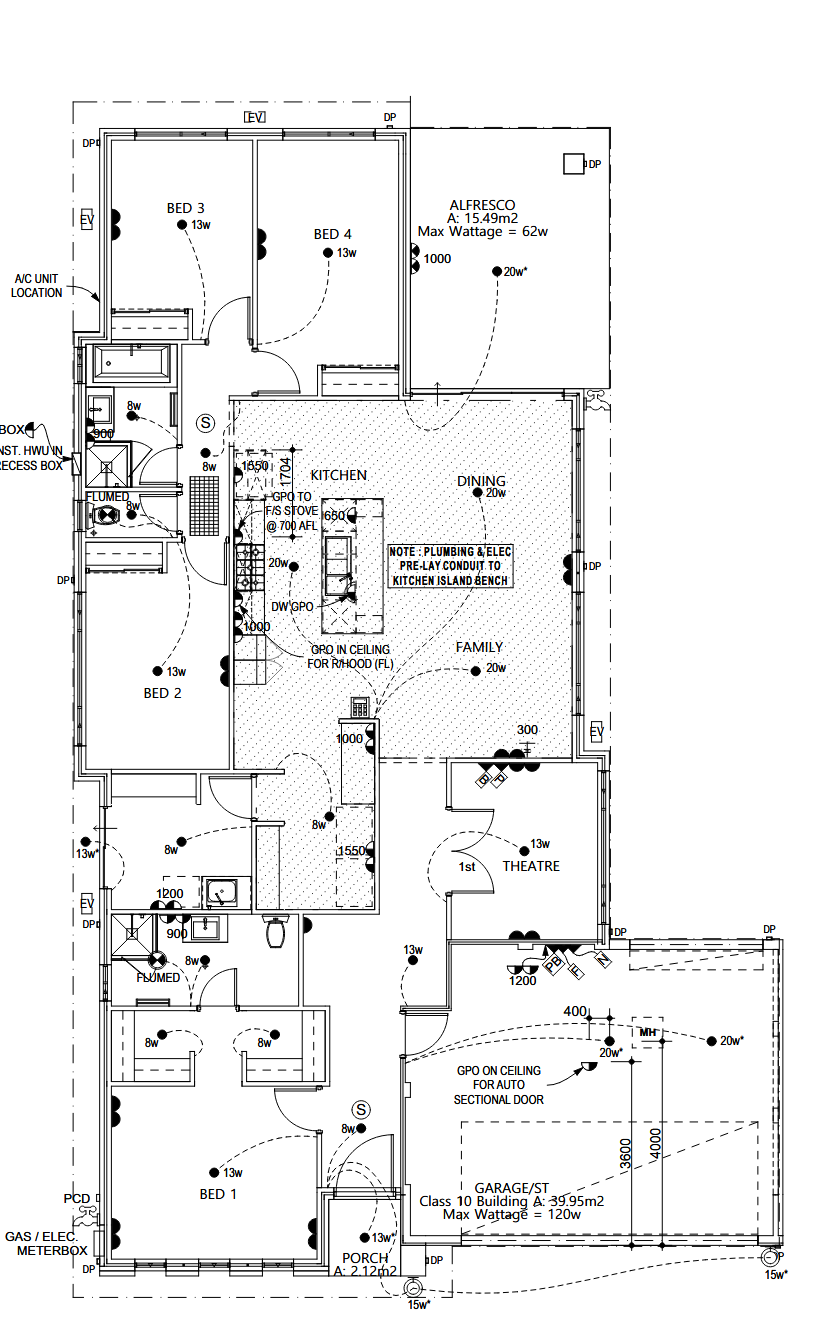 EV
DP
DP
DP
BED 3
13w
ALFRESCO
A: 15.49m2
Max Wattage = 62w
EV
BED 4
13w
1000
20w*
A/C UNIT
LOCATION
8w
BOX
900
S
INST. HWU IN
RECESS BOX
8w
1550
1704
KITCHEN
DINING
20w
FLUMED
8w
GPO TO
F/S STOVE
@ 700 AFL
650
NOTE : PLUMBING & ELEC
PRE-LAY CONDUIT TO
KITCHEN ISLAND BENCH
20w
DP
DP
DW GPO
1000
GPO IN CEILING
FOR R/HOOD (FL)
FAMILY
20w
13w
BED 2
1000
300
EV
B
P
8w
8w
13w*
13w
1550
1st
THEATRE
1200
EV
DP
900
DP
DP
13w
8w
FLUMED
1200
PB
F
N
400
8w
8w
MH
20w*
20w*
GPO ON CEILING
FOR AUTO
SECTIONAL DOOR
S
8w
3600
4000
13w
BED 1
GARAGE/ST
Class 10 Building A: 39.95m2
Max Wattage = 120w
PCD
GAS / ELEC.
METERBOX
13w*
PORCH
A: 2.12m2
DP
DP
DP
15w*
15w*